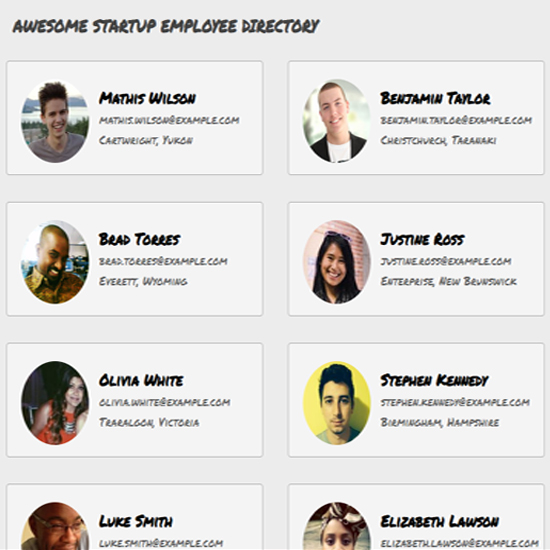 AWESOME STARTUP EMPLOYEE DIRECTORY
Mathis Wilson
mathis.wilson@example.com
Cartwright, Yukon
Benjamin Taylor
benjamin.taylor@example.com
Christchurch, Taranaki
Brad Torres
brad.torres@example.com
Everett, Wyoming
Justine Ross
justine.ross@example.com
Enterprise, New Brunswick
Olivia White
olivia.white@example.com
Traralgon, Victoria
Stephen Kennedy
stephen.kennedy@example.com
Birmingham, Hampshire
Luke Smith
luke.smith@example.com
Elizabeth Lawson
elizabeth.lawson@example.com